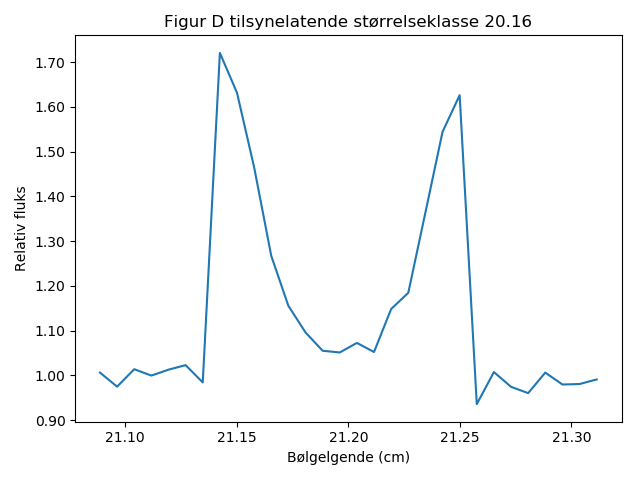 Figur D tilsynelatende størrelseklasse 20.16
Relativ fluks
1.70
1.60
1.50
1.40
1.30
1.20
1.10
1.00
0.90
21.10 21.15 21.20 21.25 21.30
Bølgelgende (cm)